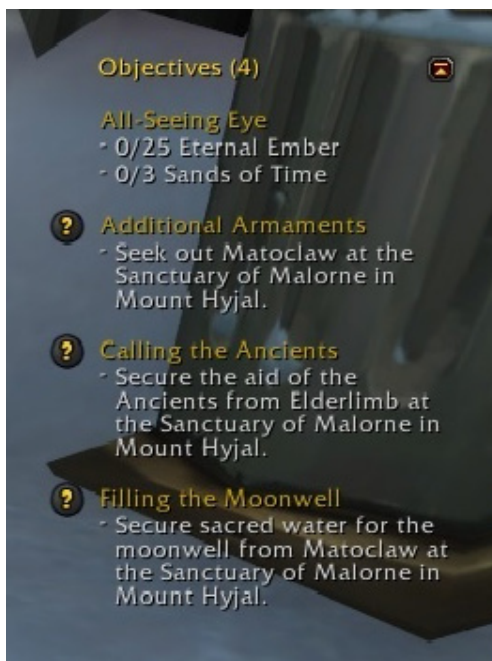 Objectives (4)
All-Seeing Eye
- 0/25 Eternal Ember
- 0/3 Sands of Time
? Additional Armaments
- Seek out Matoclaw at the
Sanctuary of Malorne in
Mount Hyjal.
? Calling the Ancients
- Secure the aid of the
Ancients from Elderlimb at
the Sanctuary of Malorne in
Mount Hyjal.
? Filling the Moonwell
- Secure sacred water for the
moonwell from Matoclaw at
the Sanctuary of Malorne in
Mount Hyjal.